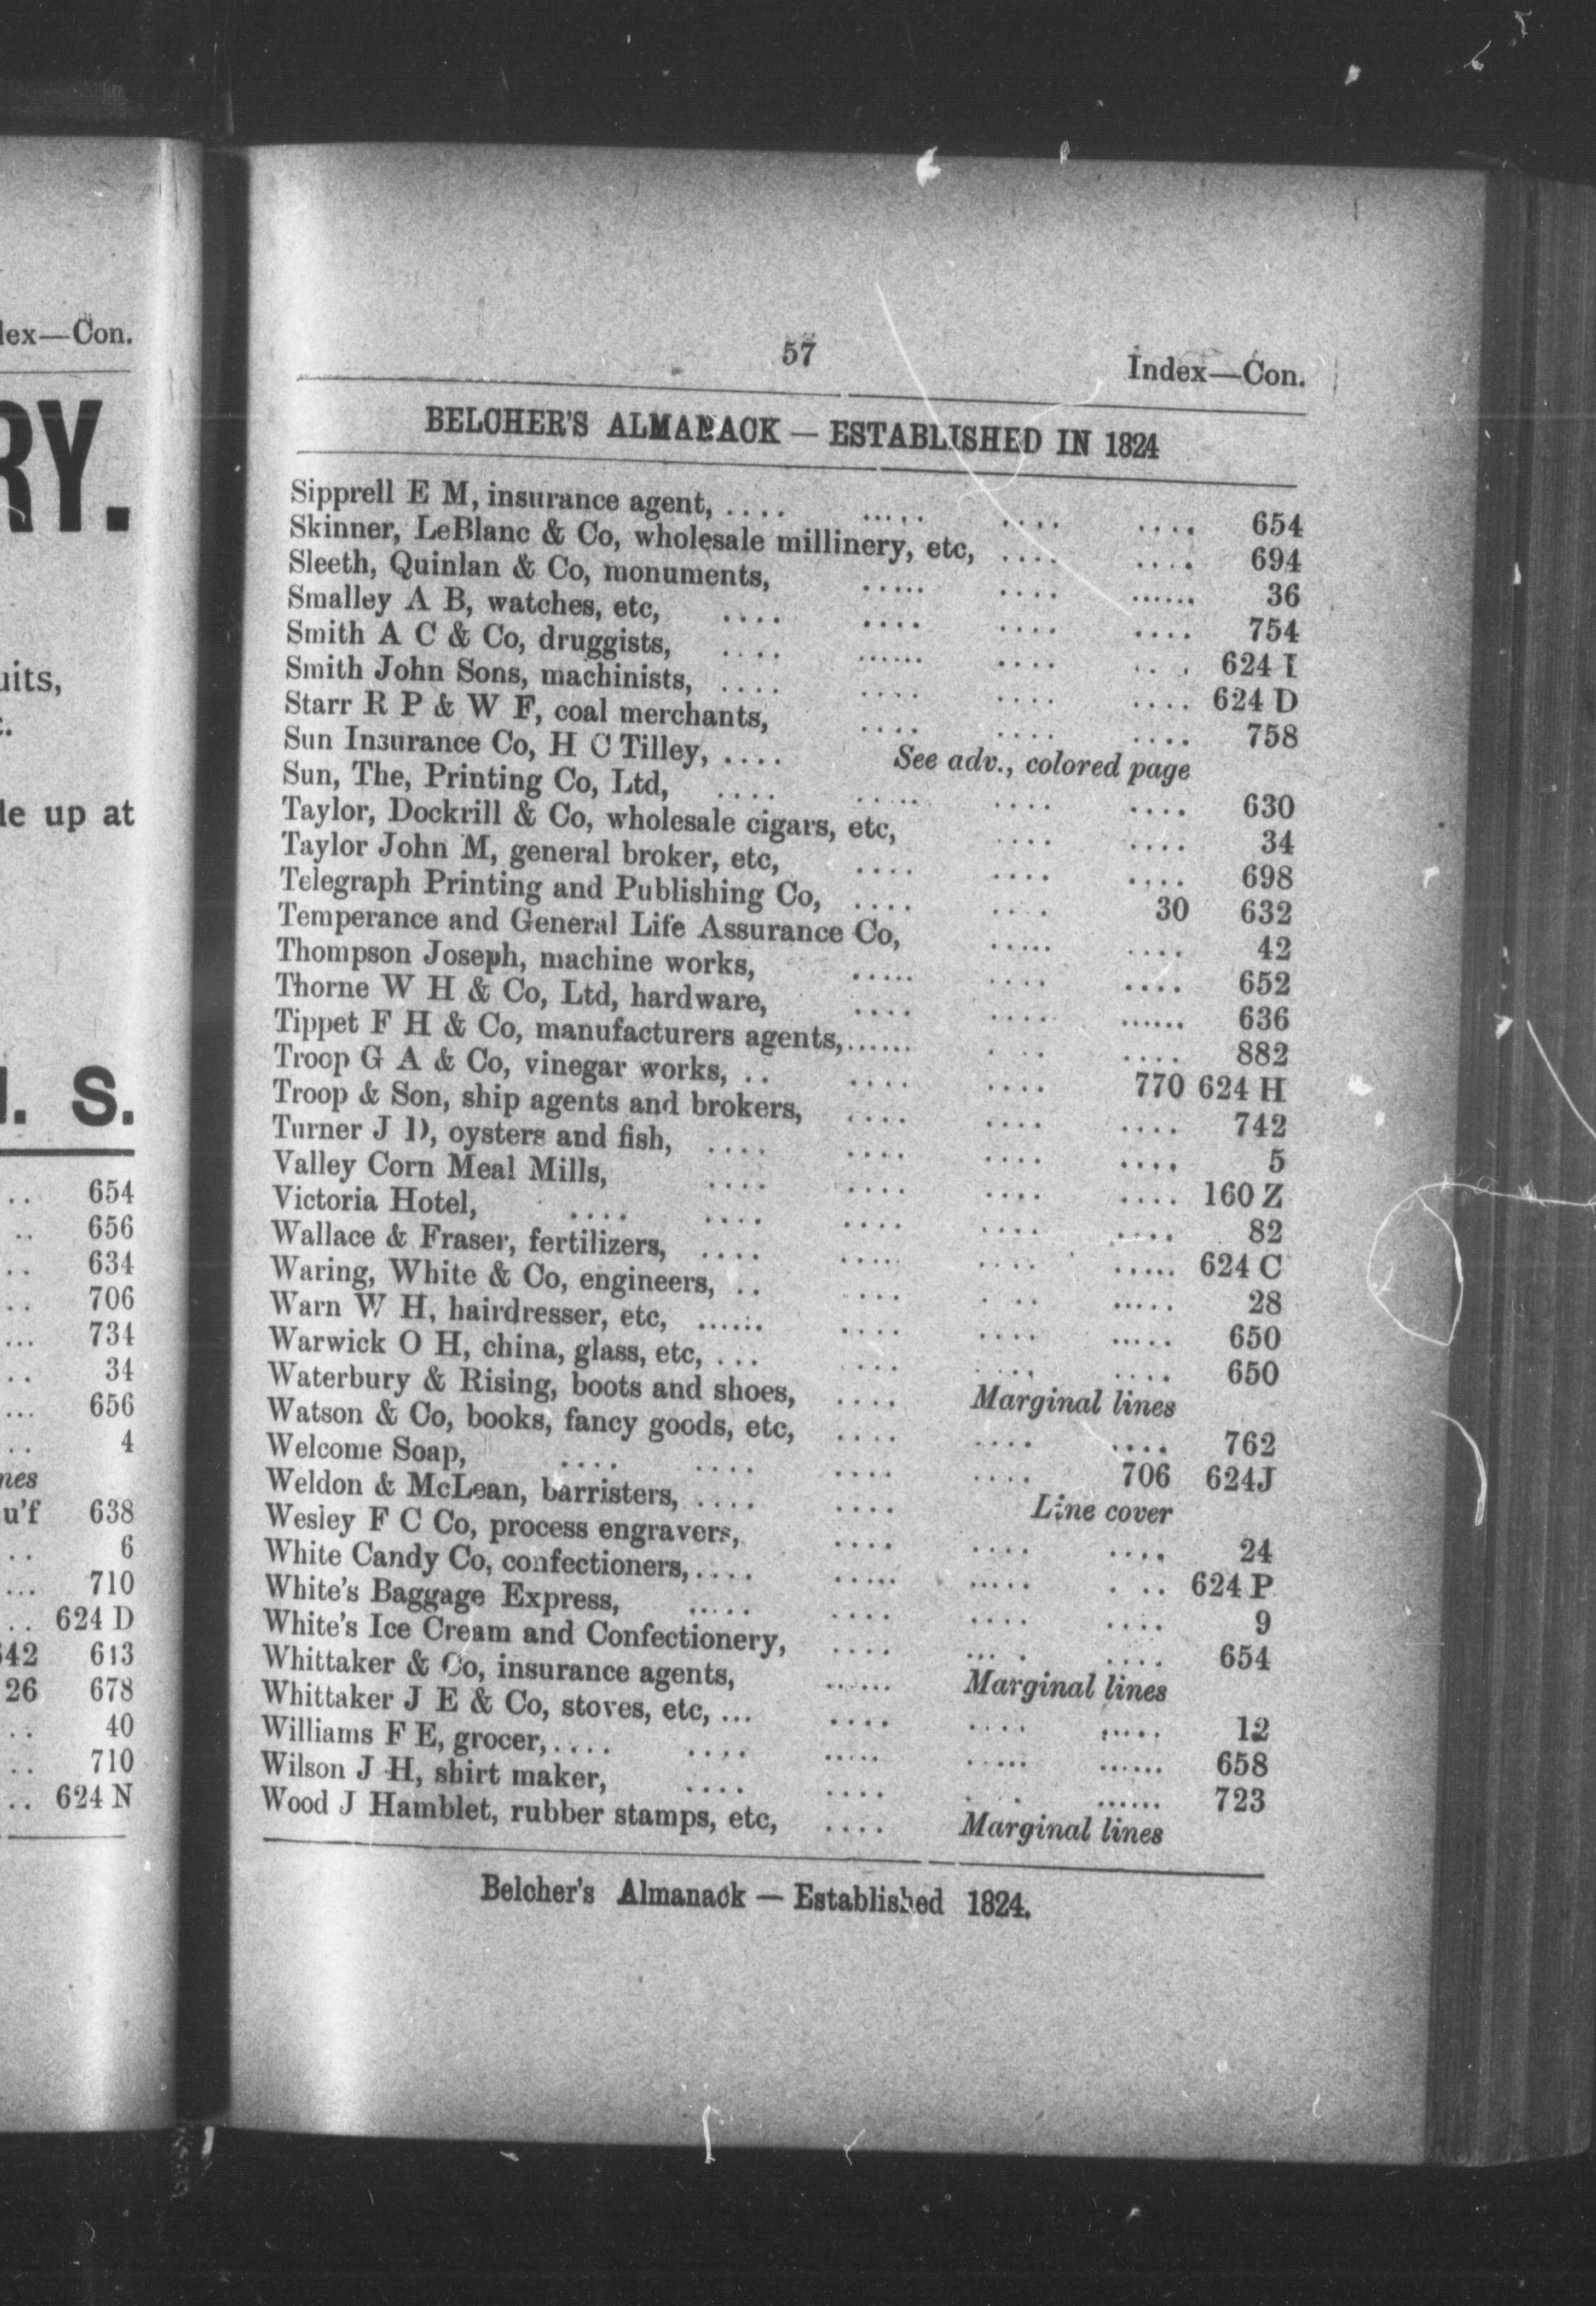 lex—Con.
RY.
uits,
le up at
S.
.. 654
.. 656
.. 634
.. 706
... 734
.. 34
... 656
.. 4
nes
u'f 638
.. 6
... 710
.. 624 D
642 613
26 678
.. 40
.. 710
.. 624 N
57
Index—Con.
BELCHER'S ALMANACK — ESTABLISHED IN 1824
Sipprell E M, insurance agent, .... .... .... .... 654
Skinner, LeBlanc & Co, wholesale millinery, etc, .... .... 694
Sleeth, Quinlan & Co, monuments, .... .... .... 36
Smalley A B, watches, etc, .... .... .... .... 754
Smith A C & Co, druggists, .... .... .... .... 624 I
Smith John Sons, machinists, .... .... .... .... 624 D
Starr R P & W F, coal merchants, .... .... .... 758
Sun Insurance Co, H C Tilley, .... See adv., colored page
Sun, The, Printing Co, Ltd, .... .... .... .... 630
Taylor, Dockrill & Co, wholesale cigars, etc, .... .... 34
Taylor John M, general broker, etc, .... .... .... 698
Telegraph Printing and Publishing Co, .... .... 30 632
Temperance and General Life Assurance Co, .... .... 42
Thompson Joseph, machine works, .... .... .... 652
Thorne W H & Co, Ltd, hardware, .... .... .... 636
Tippet F H & Co, manufacturers agents, .... .... .... 882
Troop G A & Co, vinegar works, .. .... .... 770 624 H
Troop & Son, ship agents and brokers, .... .... .... 742
Turner J D, oysters and fish, .... .... .... .... 5
Valley Corn Meal Mills, .... .... .... .... 160 Z
Victoria Hotel, .... .... .... .... .... 82
Wallace & Fraser, fertilizers, .... .... .... .... 624 C
Waring, White & Co, engineers, .. .... .... .... 28
Warn W H, hairdresser, etc, .... .... .... .... 650
Warwick O H, china, glass, etc, ... .... .... .... 650
Waterbury & Rising, boots and shoes, .... Marginal lines
Watson & Co, books, fancy goods, etc, .... .... .... 762
Welcome Soap, .... .... .... .... 706 624J
Weldon & McLean, barristers, .... .... Line cover
Wesley F C Co, process engravers, .... .... .... 24
White Candy Co, confectioners, .... .... .... .... 624 P
White's Baggage Express, .... .... .... .... 9
White's Ice Cream and Confectionery, .... .... .... 654
Whittaker & Co, insurance agents, .... Marginal lines
Whittaker J E & Co, stoves, etc, ... .... .... .... 12
Williams F E, grocer, .... .... .... .... .... 658
Wilson J H, shirt maker, .... .... .... .... 723
Wood J Hamblet, rubber stamps, etc, .... Marginal lines
Belcher's Almanack — Established 1824.